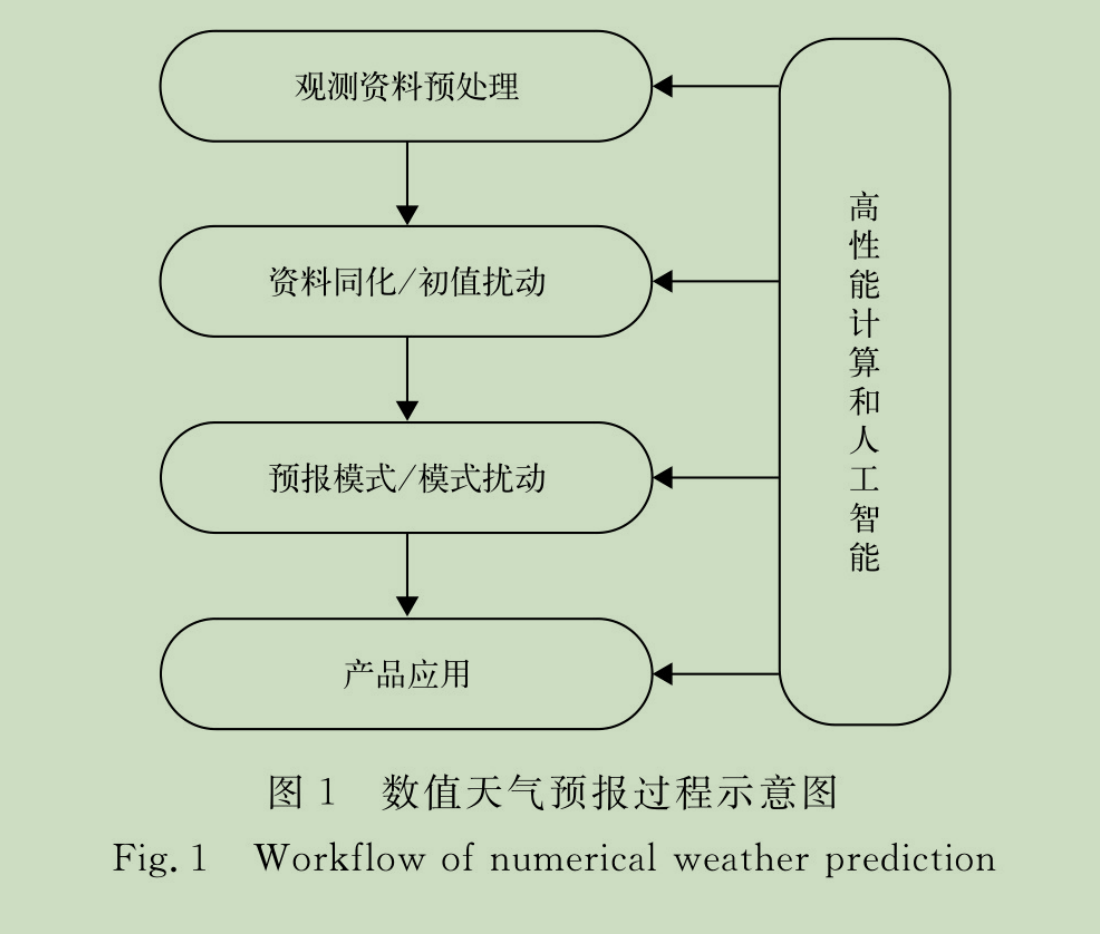 观测资料预处理
资料同化/初值扰动
预报模式/模式扰动
产品应用
高性能计算和人工智能
图 1 数值天气预报过程示意图
Fig. 1 Workflow of numerical weather prediction